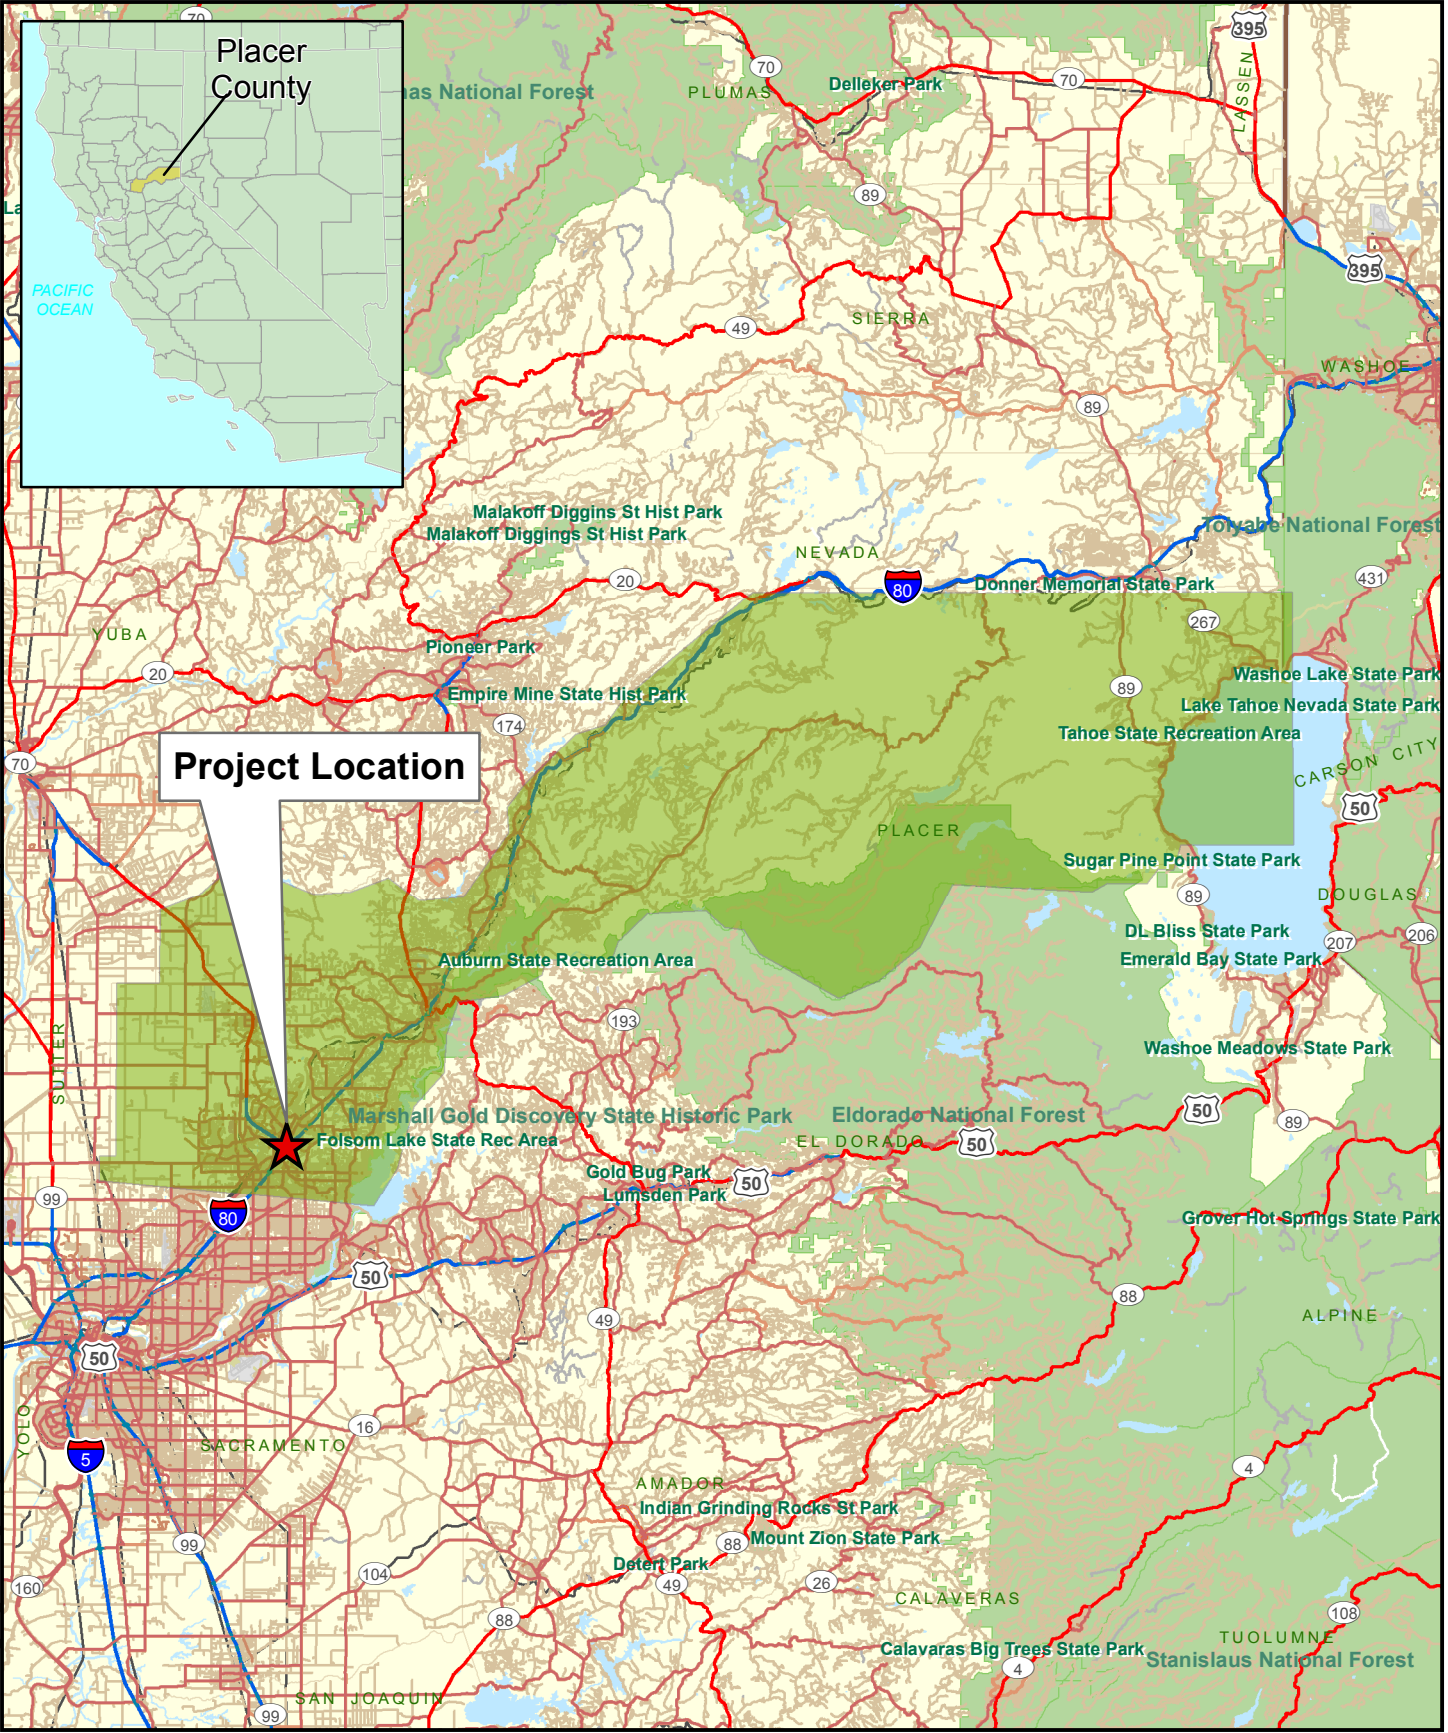 70
Placer
County
PACIFIC
OCEAN
La
nas National Forest
PLUMAS
70
Delleker Park
70
395
LASSEN
89
395
SIERRA
49
WASHOE
89
Malakoff Diggins St Hist Park
Malakoff Diggings St Hist Park
Toiyabe National Forest
NEVADA
20
80
Donner Memorial State Park
431
267
YUBA
Pioneer Park
20
Empire Mine State Hist Park
174
89
Washoe Lake State Park
Lake Tahoe Nevada State Park
Tahoe State Recreation Area
CARSON CITY
70
Project Location
50
PLACER
Sugar Pine Point State Park
89
DOUGLAS
DL Bliss State Park
207
206
Auburn State Recreation Area
Emerald Bay State Park
193
SUTTER
Washoe Meadows State Park
Marshall Gold Discovery State Historic Park
Eldorado National Forest
50
89
Folsom Lake State Rec Area
EL DORADO
50
Gold Bug Park
50
Lumsden Park
99
80
Grover Hot Springs State Park
50
88
49
ALPINE
50
16
YOLO
SACRAMENTO
5
4
AMADOR
Indian Grinding Rocks St Park
99
88
Mount Zion State Park
Detert Park
104
49
26
160
CALAVERAS
88
108
TUOLUMNE
Calavaras Big Trees State Park
Stanislaus National Forest
4
SAN JOAQUIN
99